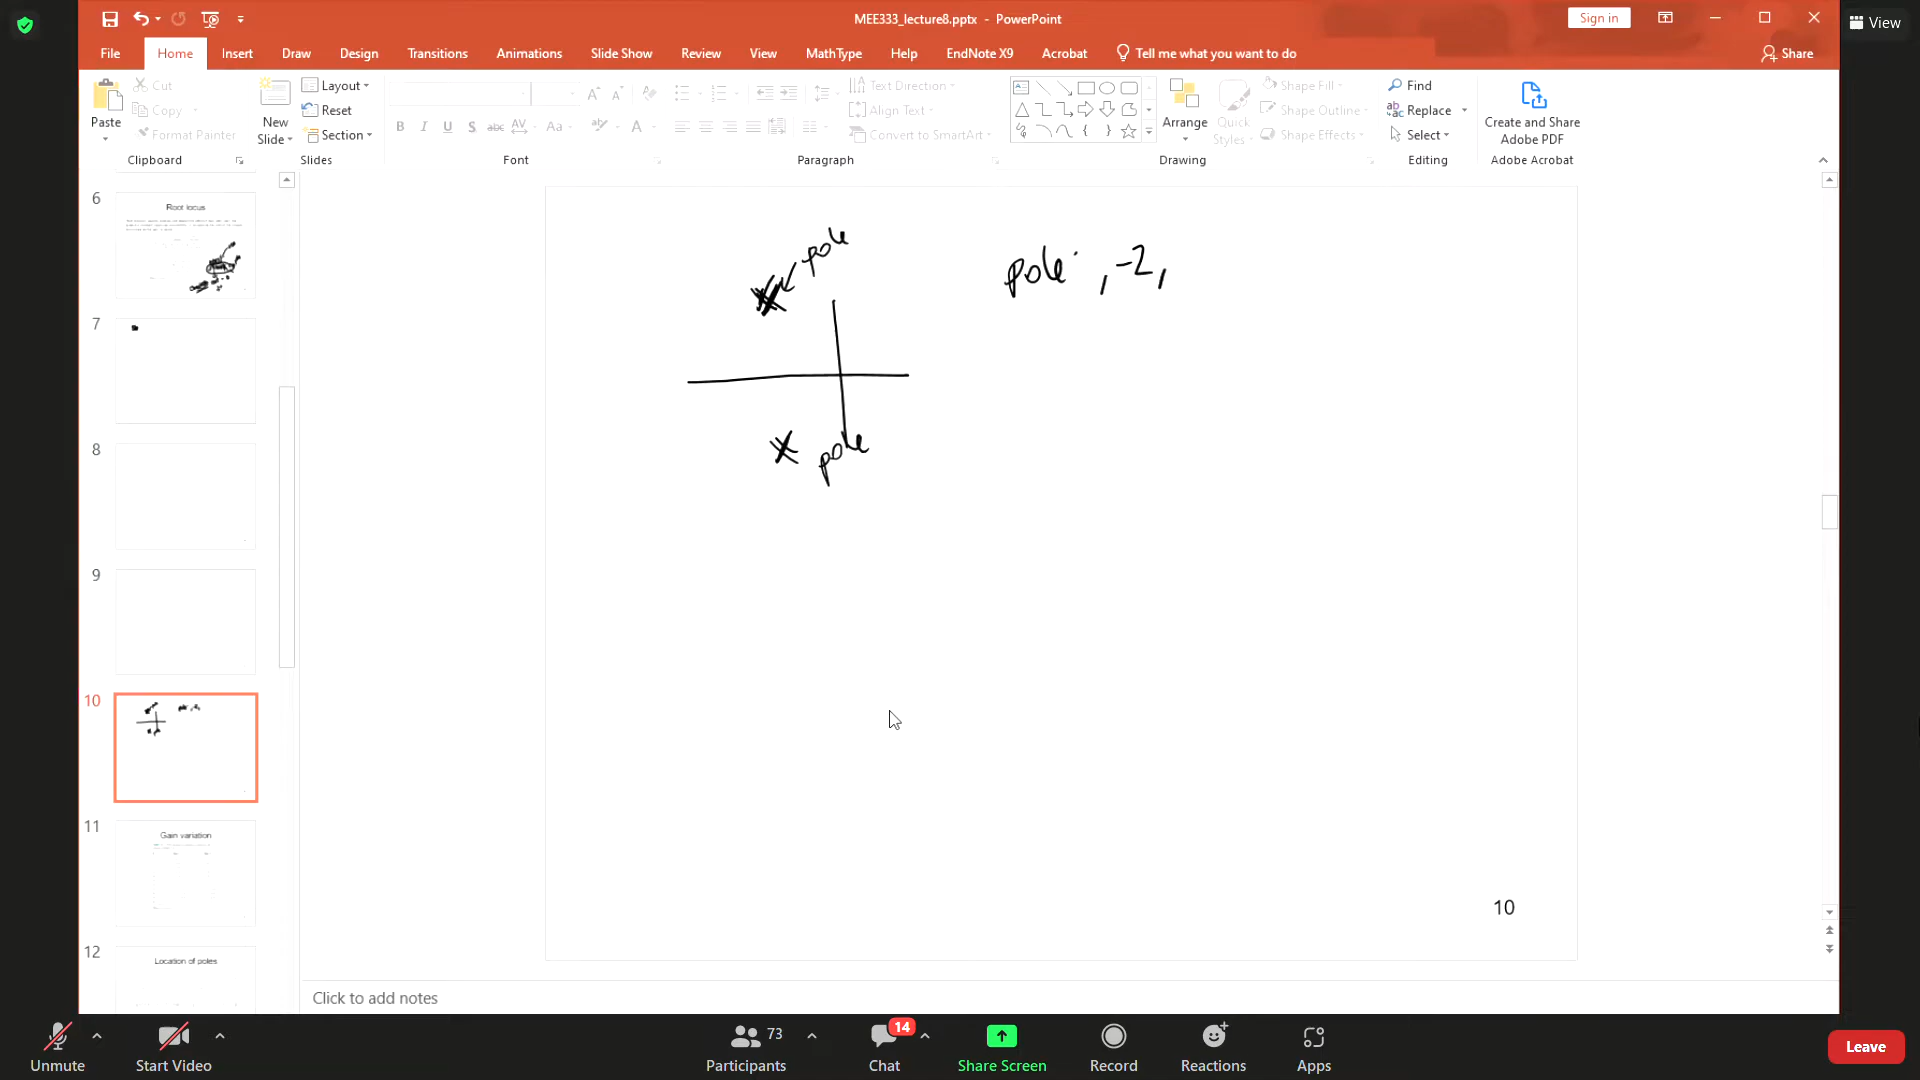 MEE333_lecture8.pptx - PowerPoint
Sign in
View
File Home Insert Draw Design Transitions Animations Slide Show Review View MathType Help EndNote X9 Acrobat Tell me what you want to do
Share
Paste
Cut
Copy
Format Painter
Clipboard
New
Slide
Layout
Reset
Section
Slides
B I U S abc AV Aa A
Font
Text Direction
Align Text
Convert to SmartArt
Paragraph
Arrange
Quick
Styles
Shape Fill
Shape Outline
Shape Effects
Drawing
Find
Replace
Select
Editing
Create and Share
Adobe PDF
Adobe Acrobat
6
Root locus
7
8
9
10
11
Gain variation
12
Location of poles
pole
pole , -2,
pole
10
Click to add notes
Unmute
Start Video
73
Participants
14
Chat
Share Screen
Record
Reactions
Apps
Leave